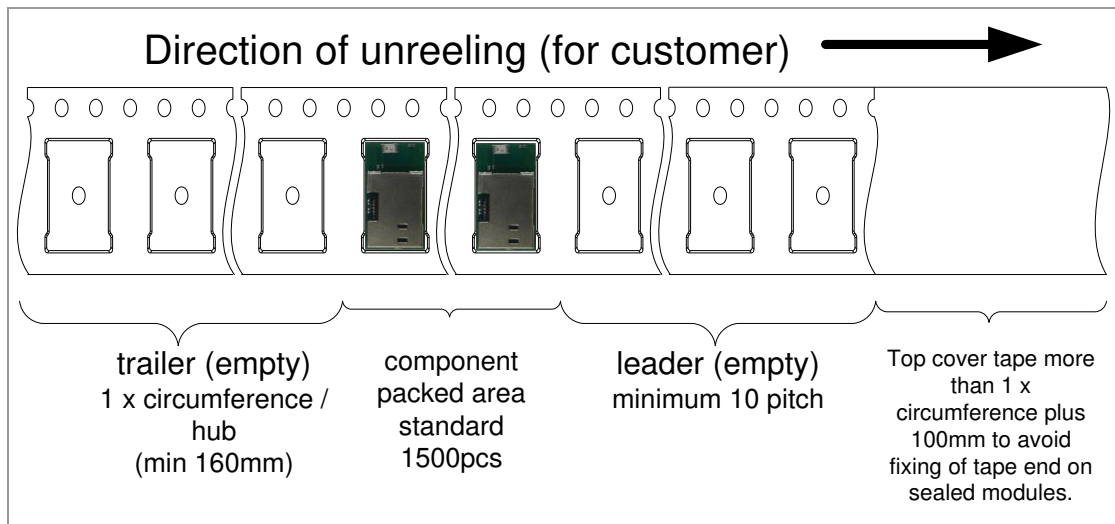 Direction of unreeling (for customer)
trailer (empty)
1 x circumference /
hub
(min 160mm)
component
packed area
standard
1500pcs
leader (empty)
minimum 10 pitch
Top cover tape more
than 1 x
circumference plus
100mm to avoid
fixing of tape end on
sealed modules.